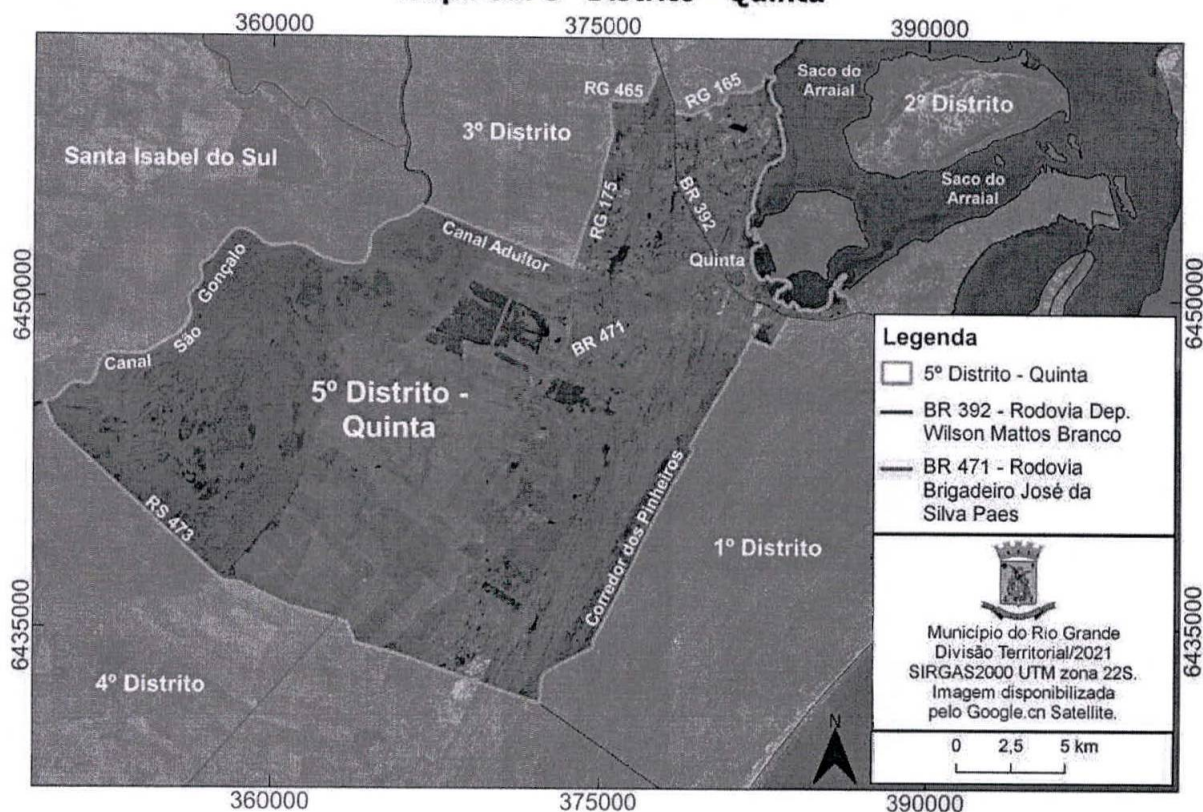 360000
375000
390000
RG 465
RG 165
Saco do
Arraial
2º Distrito
3º Distrito
Santa Isabel do Sul
Saco do
Arraial
RG 175
BR 392
Canal Adultor
Quinta
Gonçalo
São
Canal
6450000
6450000
BR 471
5º Distrito -
Quinta
Legenda
5º Distrito - Quinta
BR 392 - Rodovia Dep.
Wilson Mattos Branco
BR 471 - Rodovia
Brigadeiro José da
Silva Paes
RS 473
Corredor dos Pinheiros
1º Distrito
6435000
6435000
4º Distrito
Município do Rio Grande
Divisão Territorial/2021
SIRGAS2000 UTM zona 22S.
Imagem disponibilizada
pelo Google.cn Satellite.
N
0 2,5 5 km
360000
375000
390000